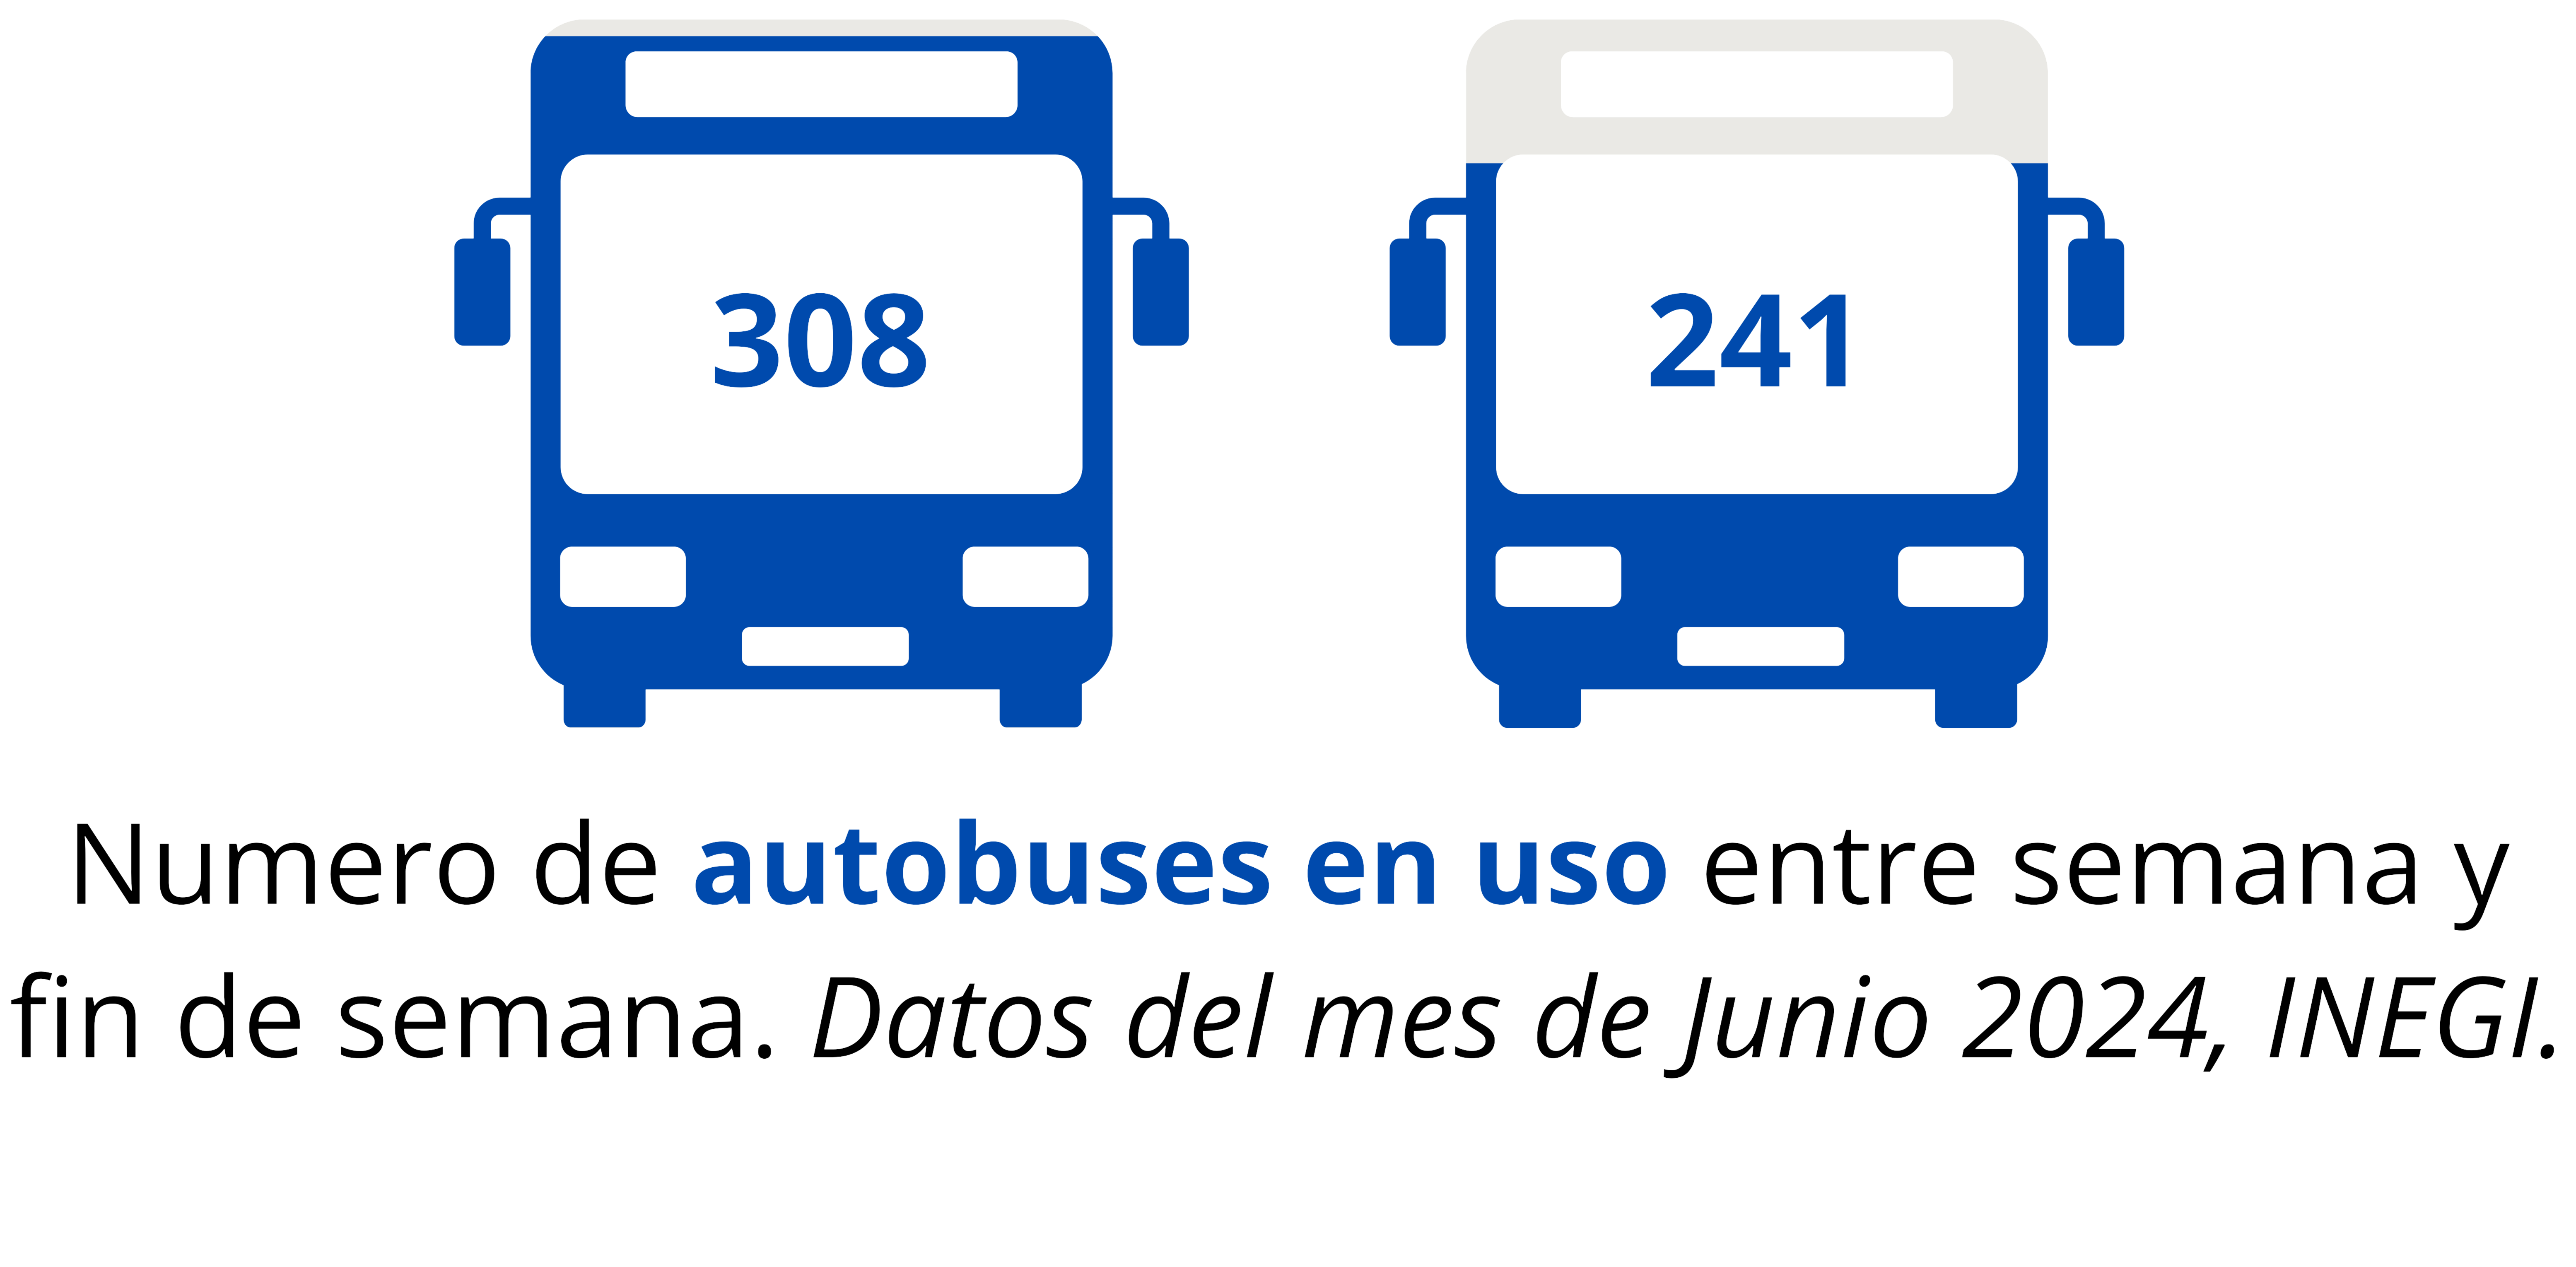 308
241
Numero de autobuses en uso entre semana y
fin de semana. Datos del mes de Junio 2024, INEGI.